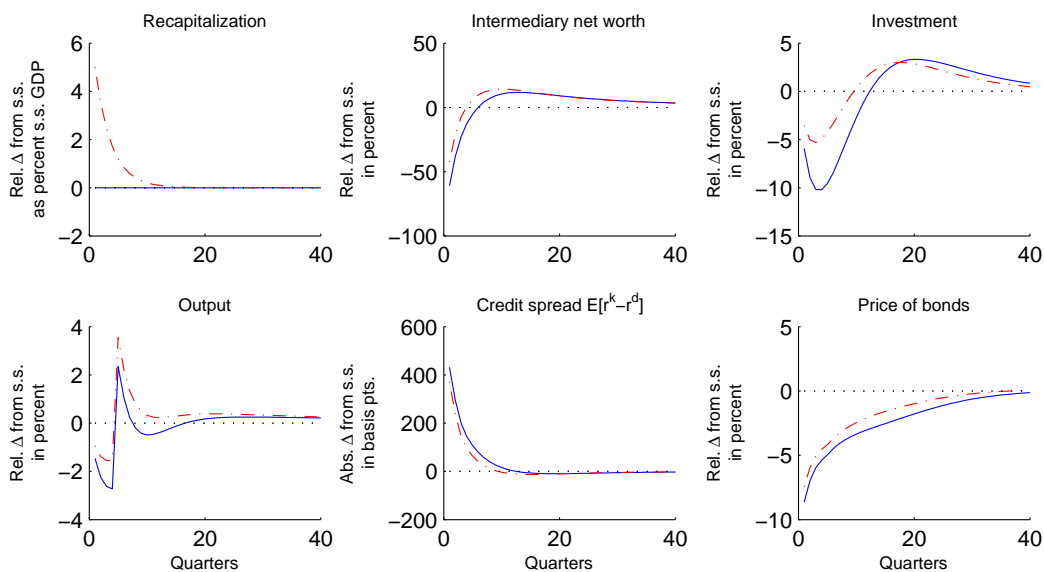 Recapitalization
Rel. Δ from s.s.
as percent s.s. GDP
6
4
2
0
−2
0
20
40
Intermediary net worth
Rel. Δ from s.s.
in percent
50
0
−50
−100
0
20
40
Investment
Rel. Δ from s.s.
in percent
10
5
0
−5
−10
−15
0
20
40
Output
Rel. Δ from s.s.
in percent
4
2
0
−2
−4
0
20
40
Quarters
Credit spread E[r^k−r^d]
Abs. Δ from s.s.
in basis pts.
600
400
200
0
−200
0
20
40
Quarters
Price of bonds
Rel. Δ from s.s.
in percent
5
0
−5
−10
0
20
40
Quarters